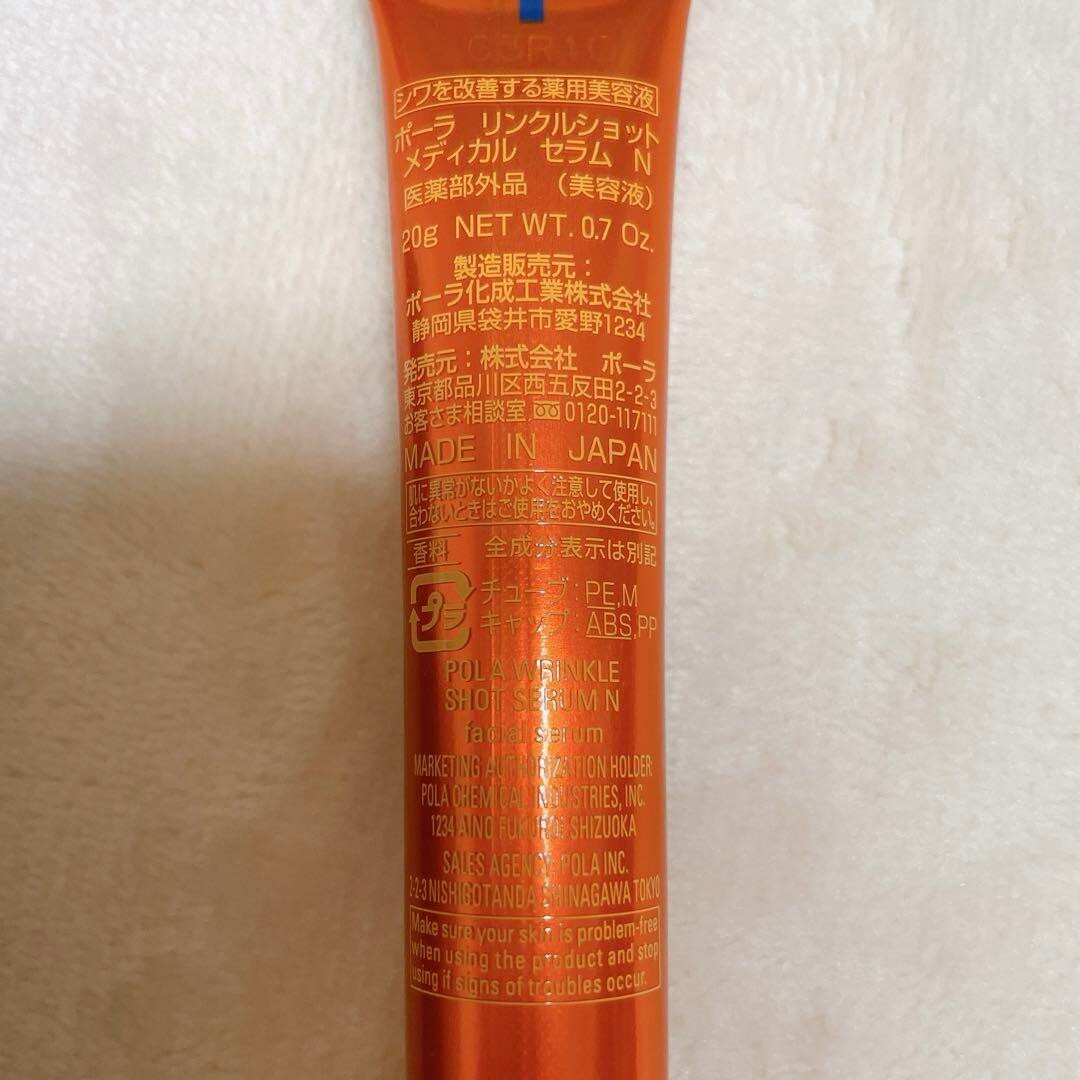 シワを改善する薬用美容液
ポーラ リンクルショット
メディカル セラム N
医薬部外品 (美容液)
20g NET WT. 0.7 Oz.
製造販売元：
ポーラ化成工業株式会社
静岡県袋井市愛野1234
発売元：株式会社 ポーラ
東京都品川区西五反田2-2-3
お客さま相談室 0120-117111
MADE IN JAPAN
肌に異常がないかよく注意して使用し、
合わないときはご使用をおやめください。
香料 全成分表示は別記
プラ チューブ：PE,M
キャップ：ABS,PP
POLA WRINKLE
SHOT SERUM N
facial serum
MARKETING AUTHORIZATION HOLDER:
POLA CHEMICAL INDUSTRIES, INC.
1234 AINO FUKUROI SHIZUOKA
SALES AGENCY: POLA INC.
2-2-3 NISHIGOTANDA SHINAGAWA TOKYO
Make sure your skin is problem-free
when using the product and stop
using if signs of troubles occur.